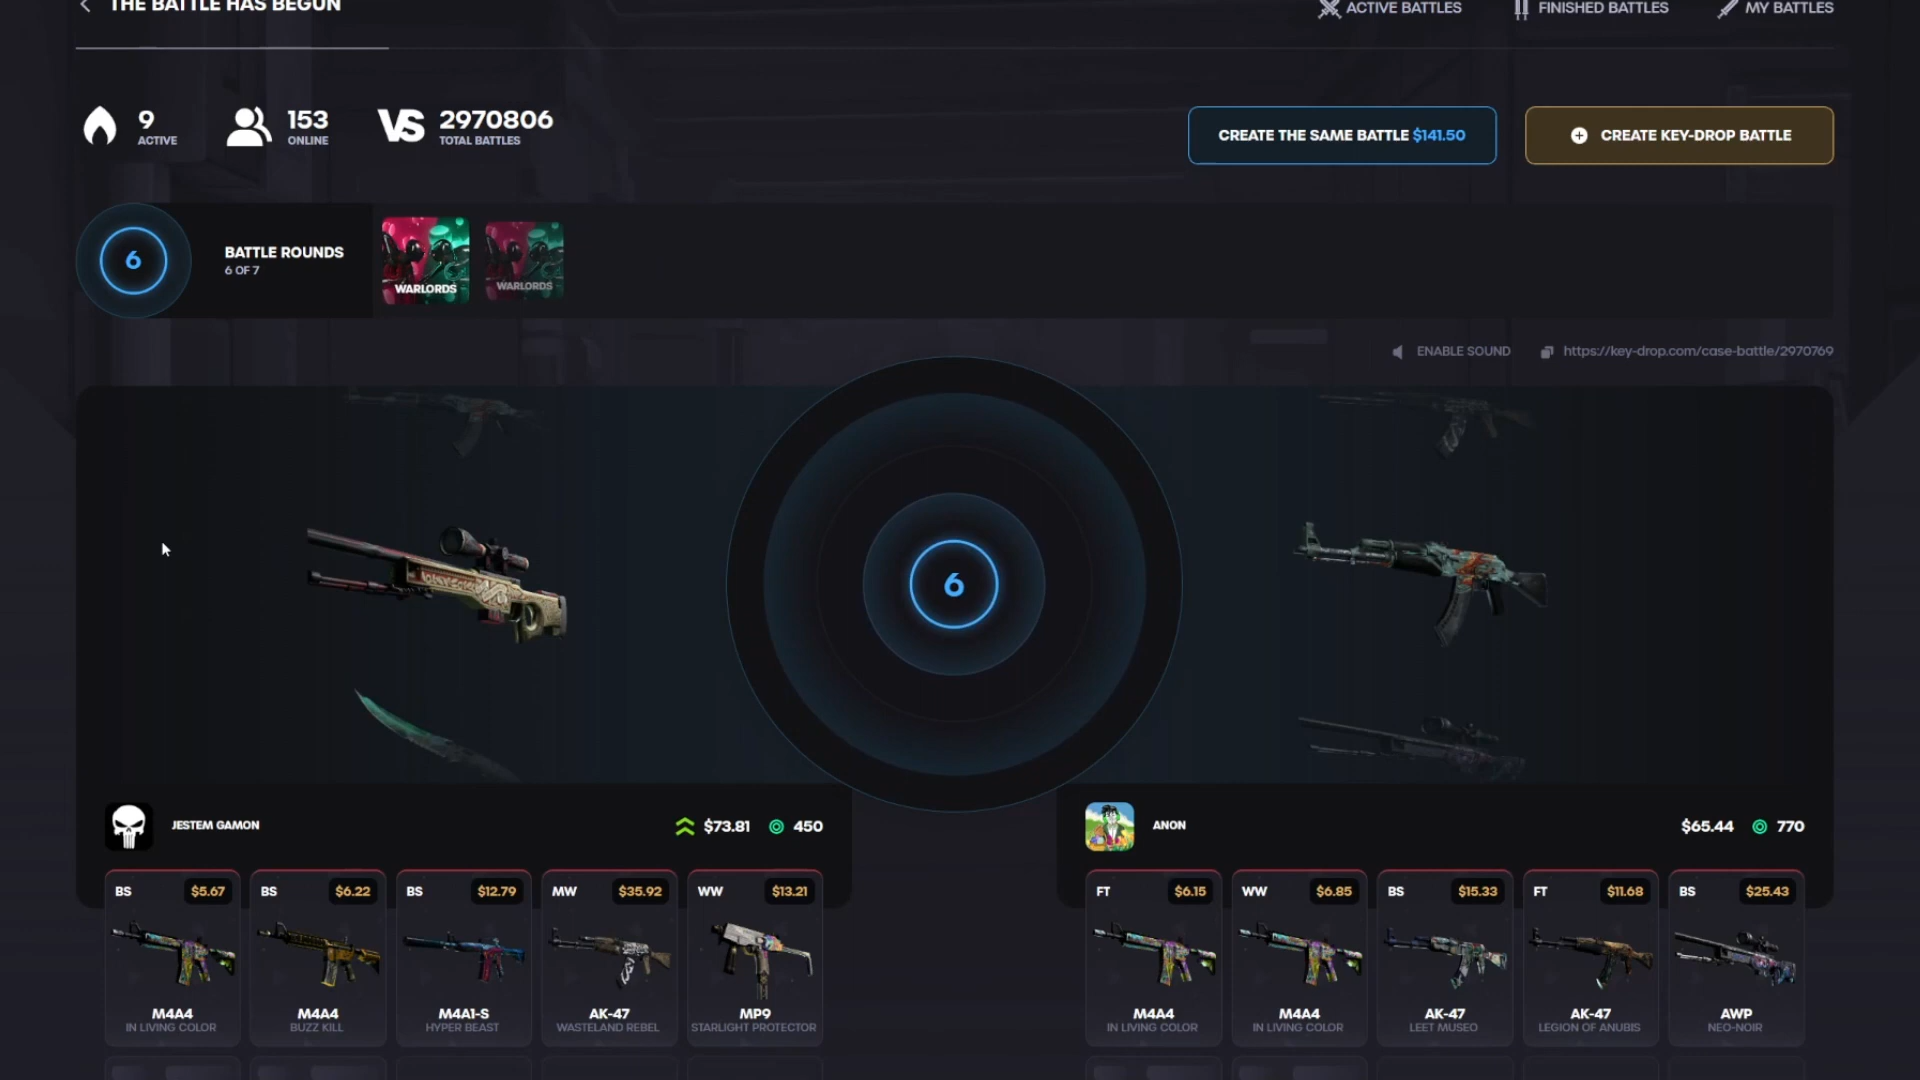 THE BATTLE HAS BEGUN
ACTIVE BATTLES
FINISHED BATTLES
MY BATTLES
9
ACTIVE
153
ONLINE
VS
2970806
TOTAL BATTLES
CREATE THE SAME BATTLE $141.50
CREATE KEY-DROP BATTLE
6
BATTLE ROUNDS
6 OF 7
WARLORDS
WARLORDS
ENABLE SOUND
https://key-drop.com/case-battle/2970769
6
JESTEM GAMON
$73.81
450
ANON
$65.44
770
BS $5.67
BS $6.22
BS $12.79
MW $35.92
WW $13.21
FT $6.15
WW $6.85
BS $15.33
FT $11.68
BS $25.43
M4A4
IN LIVING COLOR
M4A4
BUZZ KILL
M4A1-S
HYPER BEAST
AK-47
WASTELAND REBEL
MP9
STARLIGHT PROTECTOR
M4A4
IN LIVING COLOR
M4A4
IN LIVING COLOR
AK-47
LEET MUSEO
AK-47
LEGION OF ANUBIS
AWP
NEO-NOIR